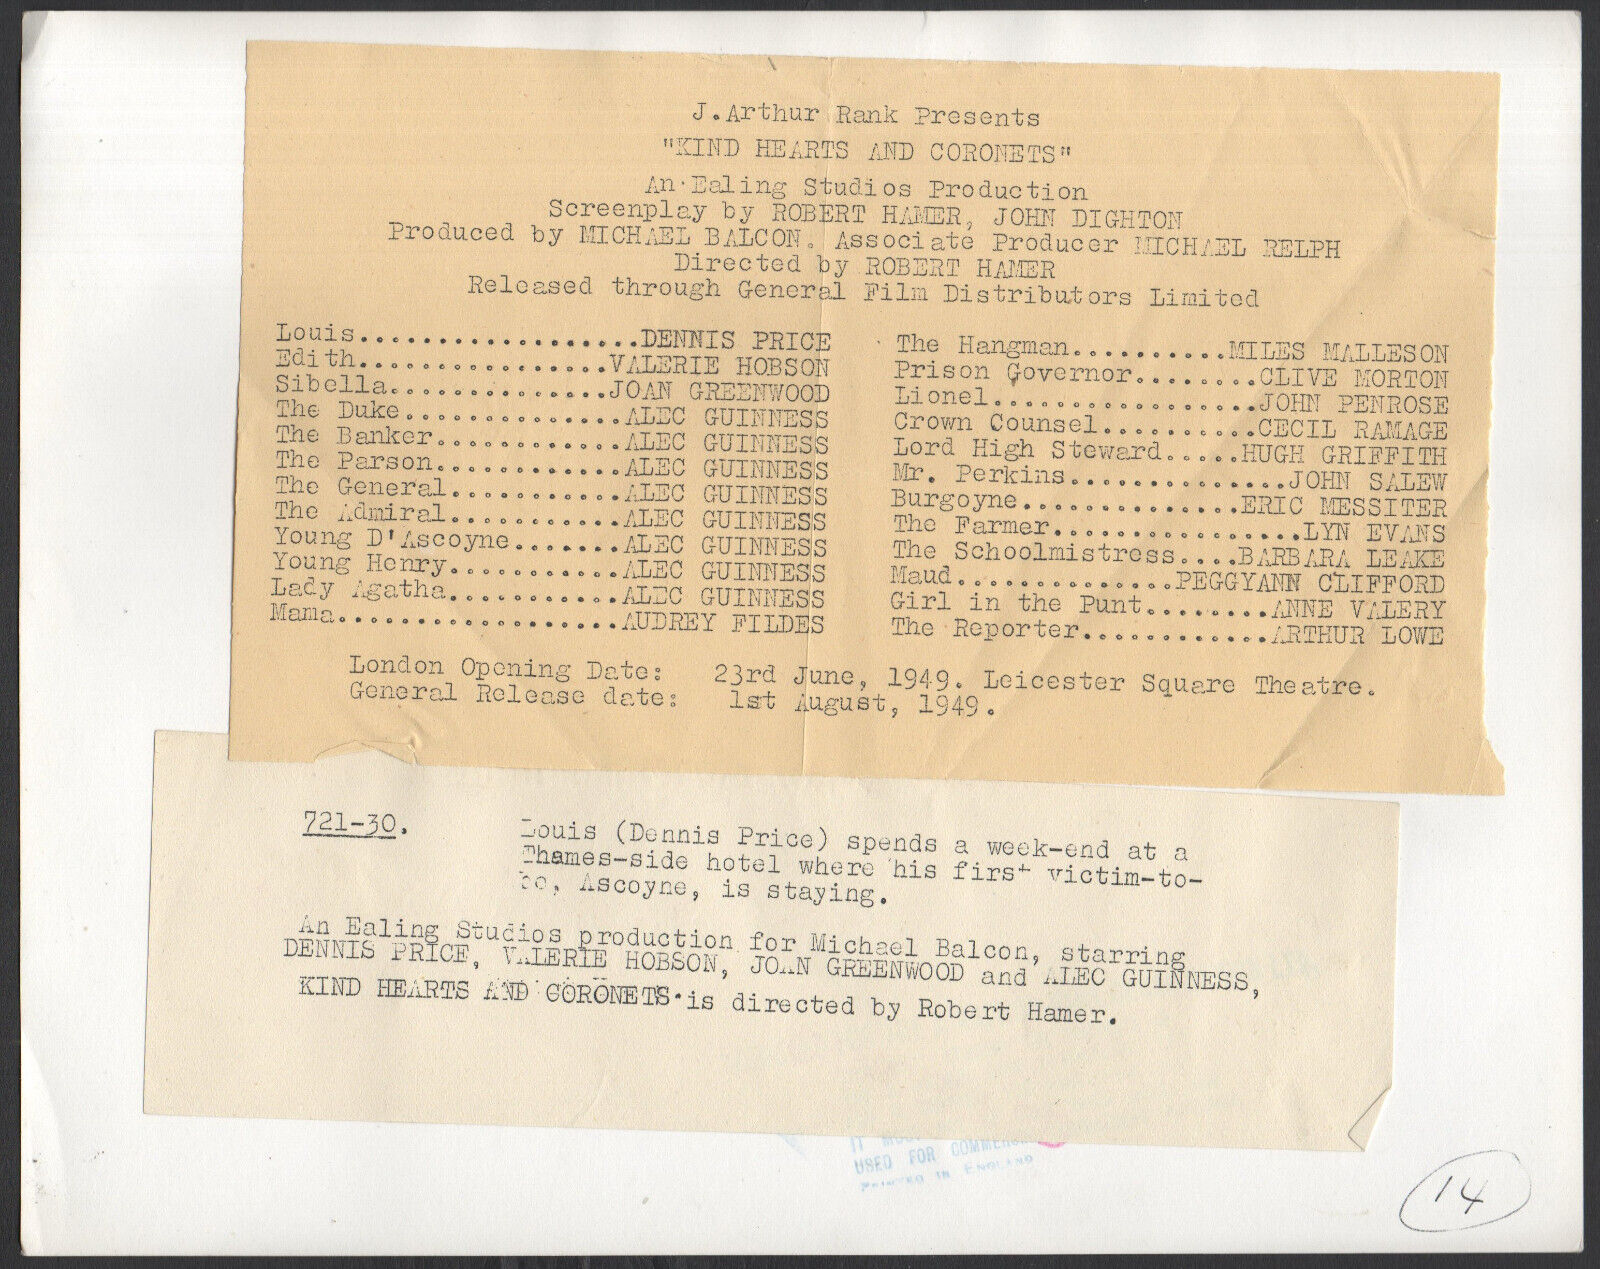 J. Arthur Rank Presents
"KIND HEARTS AND CORONETS"
An Ealing Studios Production
Screenplay by ROBERT HAMER, JOHN DIGHTON
Produced by MICHAEL BALCON. Associate Producer MICHAEL RELPH
Directed by ROBERT HAMER
Released through General Film Distributors Limited
Louis...................DENNIS PRICE
Edith................VALERIE HOBSON
Sibella..............JOAN GREENWOOD
The Duke..............ALEC GUINNESS
The Banker............ALEC GUINNESS
The Parson............ALEC GUINNESS
The General...........ALEC GUINNESS
The Admiral...........ALEC GUINNESS
Young D'Ascoyne.......ALEC GUINNESS
Young Henry...........ALEC GUINNESS
Lady Agatha...........ALEC GUINNESS
Mama..................AUDREY FILDES
The Hangman..........MILES MALLESON
Prison Governor........CLIVE MORTON
Lionel.................JOHN PENROSE
Crown Counsel..........CECIL RAMAGE
Lord High Steward.....HUGH GRIFFITH
Mr. Perkins..............JOHN SALEW
Burgoyne..............ERIC MESSITER
The Farmer.................LYN EVANS
The Schoolmistress....BARBARA LEAKE
Maud..............PEGGYANN CLIFFORD
Girl in the Punt........ANNE VALERY
The Reporter............ARTHUR LOWE
London Opening Date: 23rd June, 1949. Leicester Square Theatre.
General Release date: 1st August, 1949.
721-30. Louis (Dennis Price) spends a week-end at a
Thames-side hotel where his first victim-to-
be, Ascoyne, is staying.
An Ealing Studios production for Michael Balcon, starring
DENNIS PRICE, VALERIE HOBSON, JOAN GREENWOOD and ALEC GUINNESS,
KIND HEARTS AND CORONETS is directed by Robert Hamer.
IT
USED FOR
PRINTED IN ENGLAND
14